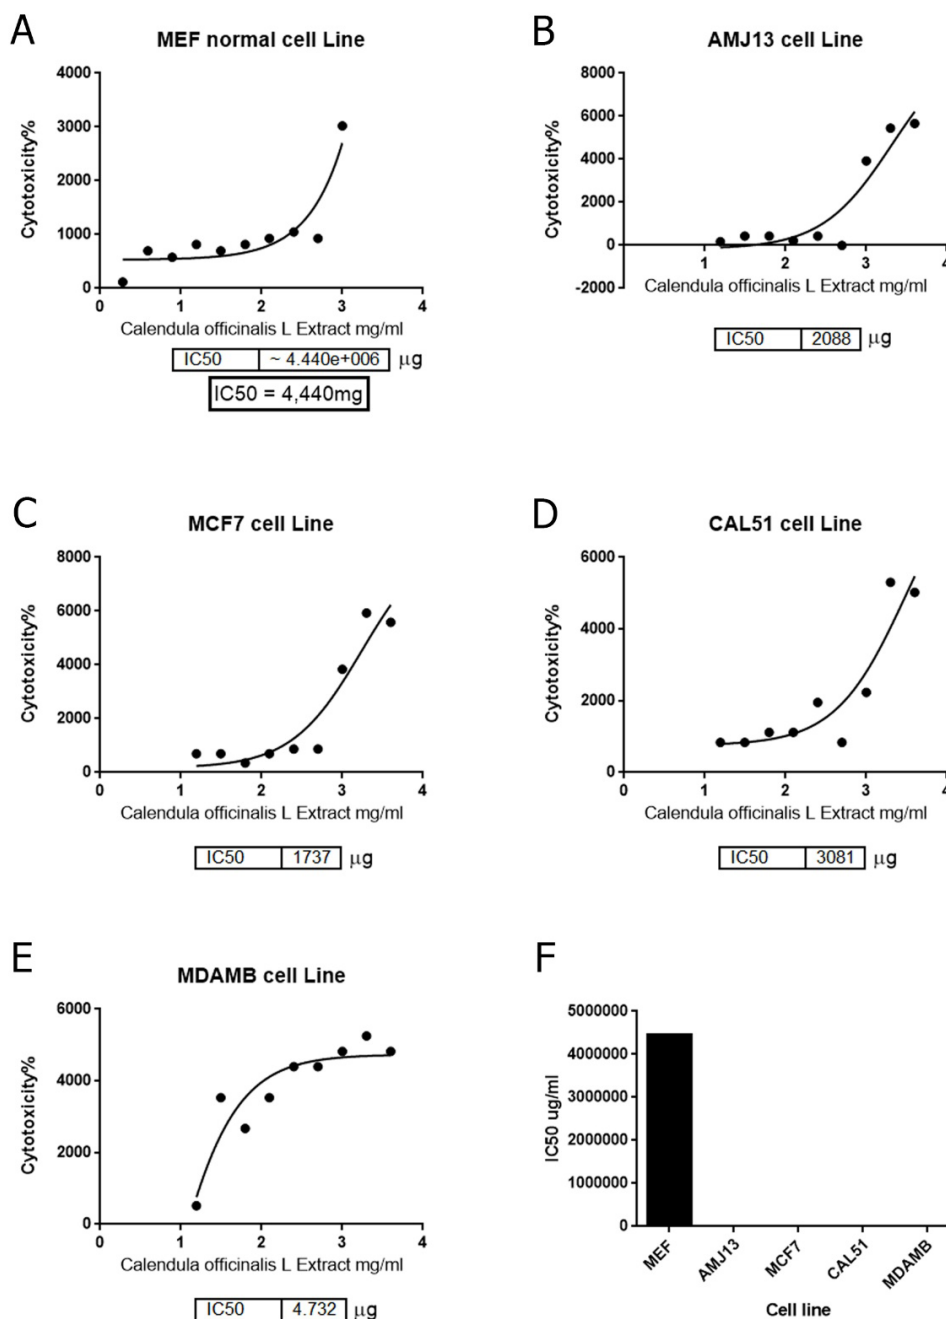 A
MEF normal cell Line
Cytotoxicity%
4000
3000
2000
1000
0
0 1 2 3 4
Calendula officinalis L Extract mg/ml
IC50 ~ 4.440e+006 µg
IC50 = 4,440mg
B
AMJ13 cell Line
Cytotoxicity%
8000
6000
4000
2000
0
-2000
1 2 3 4
Calendula officinalis L Extract mg/ml
IC50 2088 µg
C
MCF7 cell Line
Cytotoxicity%
8000
6000
4000
2000
0
0 1 2 3 4
Calendula officinalis L Extract mg/ml
IC50 1737 µg
D
CAL51 cell Line
Cytotoxicity%
6000
4000
2000
0
0 1 2 3 4
Calendula officinalis L Extract mg/ml
IC50 3081 µg
E
MDAMB cell Line
Cytotoxicity%
6000
4000
2000
0
0 1 2 3 4
Calendula officinalis L Extract mg/ml
IC50 4.732 µg
F
IC50 ug/ml
5000000
4000000
3000000
2000000
1000000
0
MEF AMJ13 MCF7 CAL51 MDAMB
Cell line